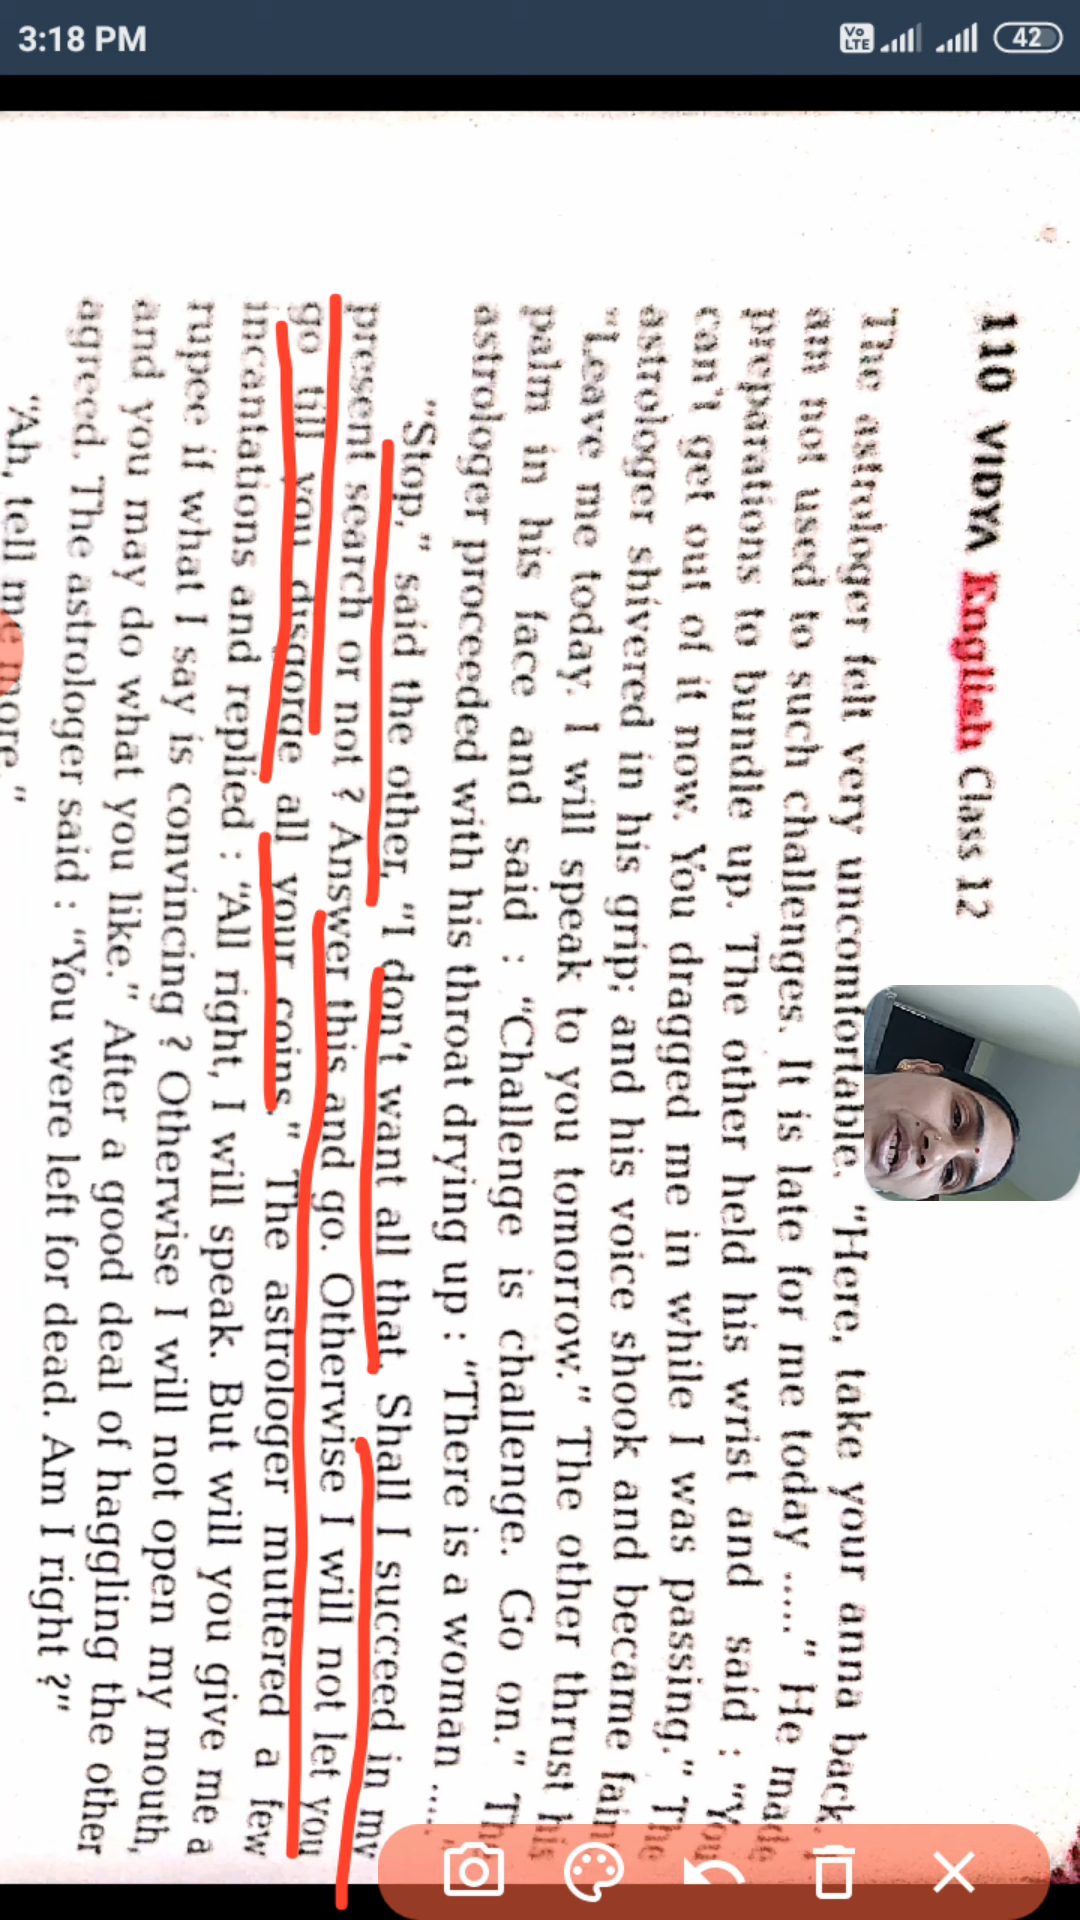 3:18 PM
Vo LTE
42
110 VIDYA English Class 12
The astrologer felt very uncomfortable. "Here, take your anna back. I
am not used to such challenges. It is late for me today ....." He made
preparations to bundle up. The other held his wrist and said : "You
can't get out of it now. You dragged me in while I was passing." The
astrologer shivered in his grip; and his voice shook and became faint
"Leave me today. I will speak to you tomorrow." The other thrust his
palm in his face and said : "Challenge is challenge. Go on." The
astrologer proceeded with his throat drying up : "There is a woman .....
"Stop," said the other, "I don't want all that. Shall I succeed in my
present search or not ? Answer this and go. Otherwise I will not let you
go till you disgorge all your coins." The astrologer muttered a few
incantations and replied : "All right, I will speak. But will you give me a
rupee if what I say is convincing ? Otherwise I will not open my mouth,
and you may do what you like." After a good deal of haggling the other
agreed. The astrologer said : "You were left for dead. Am I right ?"
"Ah, tell me more."